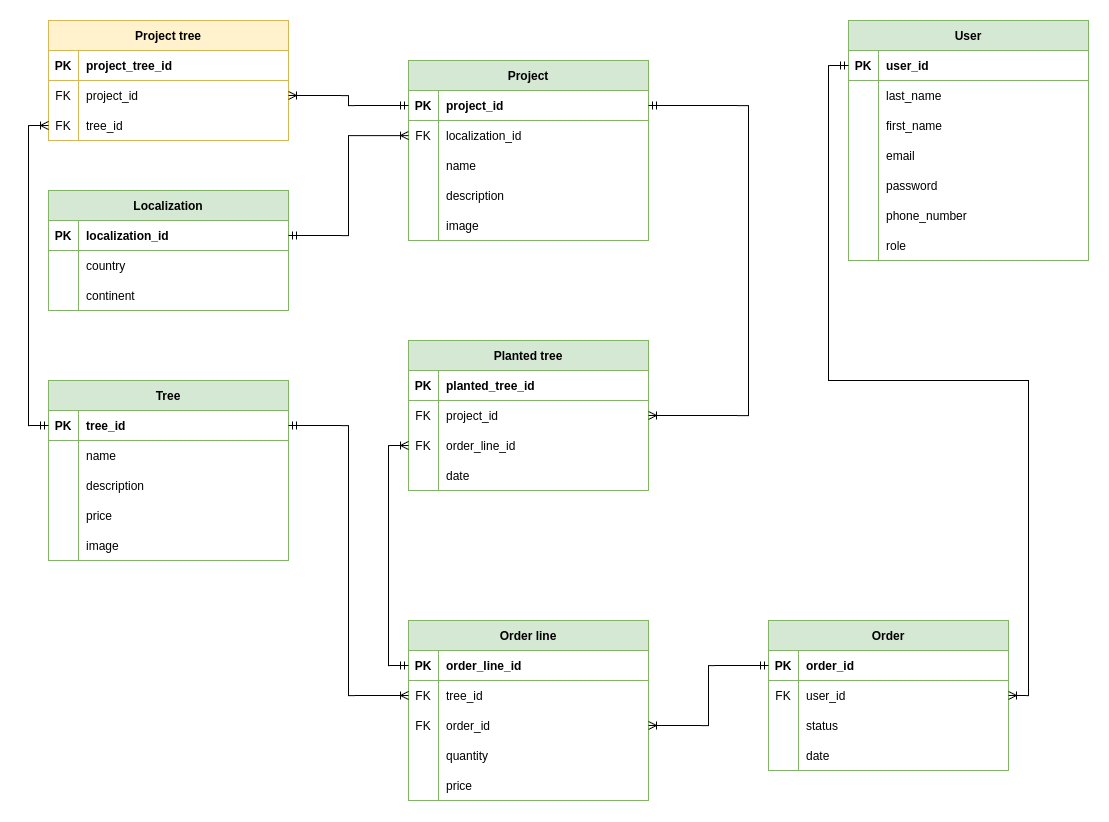 Project tree
PK project_tree_id
FK project_id
FK tree_id
Localization
PK localization_id
country
continent
Tree
PK tree_id
name
description
price
image
Project
PK project_id
FK localization_id
name
description
image
Planted tree
PK planted_tree_id
FK project_id
FK order_line_id
date
Order line
PK order_line_id
FK tree_id
FK order_id
quantity
price
User
PK user_id
last_name
first_name
email
password
phone_number
role
Order
PK order_id
FK user_id
status
date